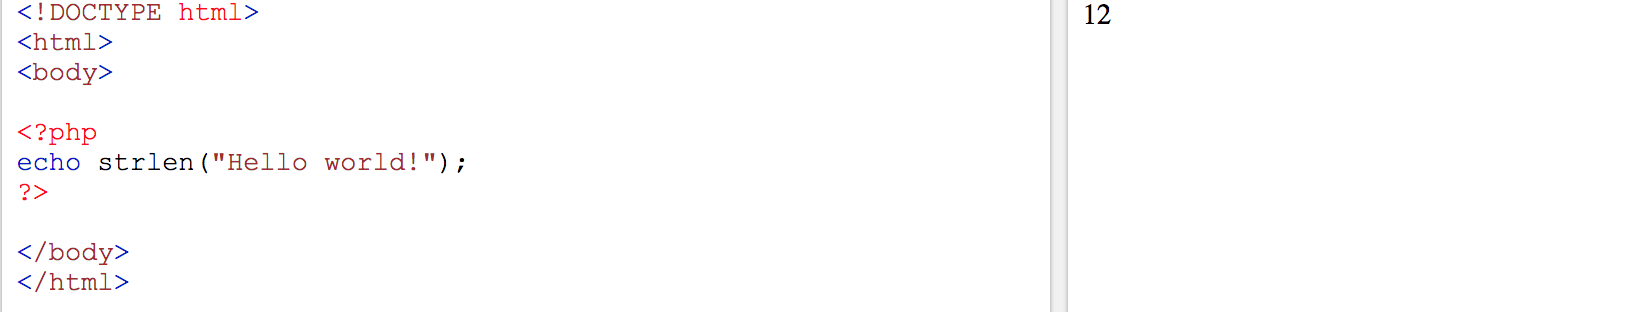 <!DOCTYPE html>
<html>
<body>
<?php
echo strlen("Hello world!");
?>
</body>
</html>
12